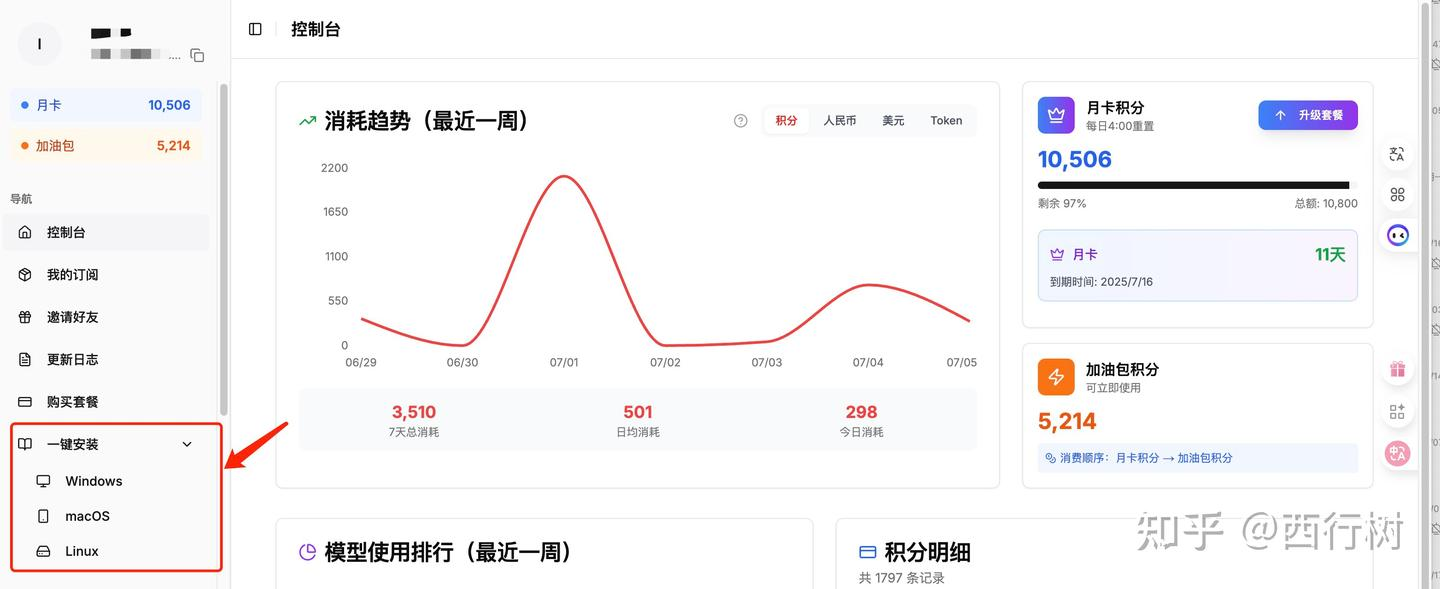 I
....
月卡 10,506
加油包 5,214
导航
控制台
我的订阅
邀请好友
更新日志
购买套餐
一键安装
Windows
macOS
Linux
控制台
消耗趋势（最近一周）
积分 人民币 美元 Token
2200
1650
1100
550
0
06/29 06/30 07/01 07/02 07/03 07/04 07/05
3,510 501 298
7天总消耗 日均消耗 今日消耗
月卡积分
每日4:00重置
升级套餐
10,506
剩余 97% 总额: 10,800
月卡 11天
到期时间: 2025/7/16
加油包积分
可立即使用
5,214
消费顺序: 月卡积分 → 加油包积分
模型使用排行（最近一周）
积分明细
共 1797 条记录
知乎 @西行树